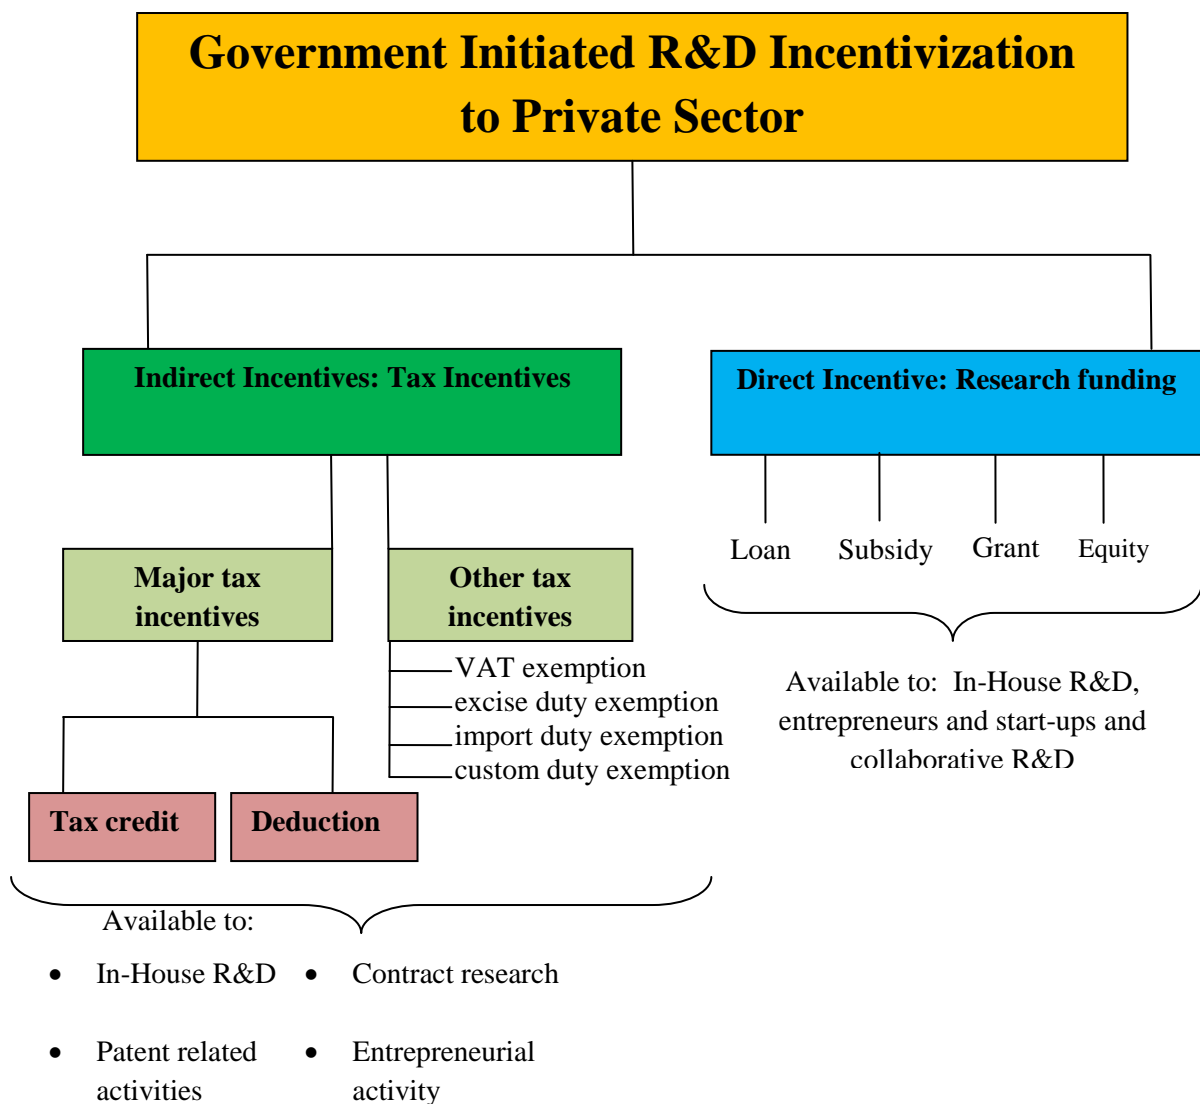 Government Initiated R&D Incentivization
to Private Sector
Indirect Incentives: Tax Incentives
Direct Incentive: Research funding
Loan
Subsidy
Grant
Equity
Major tax
incentives
Other tax
incentives
VAT exemption
excise duty exemption
import duty exemption
custom duty exemption
Available to: In-House R&D,
entrepreneurs and start-ups and
collaborative R&D
Tax credit
Deduction
Available to:
• In-House R&D
• Contract research
• Patent related
activities
• Entrepreneurial
activity